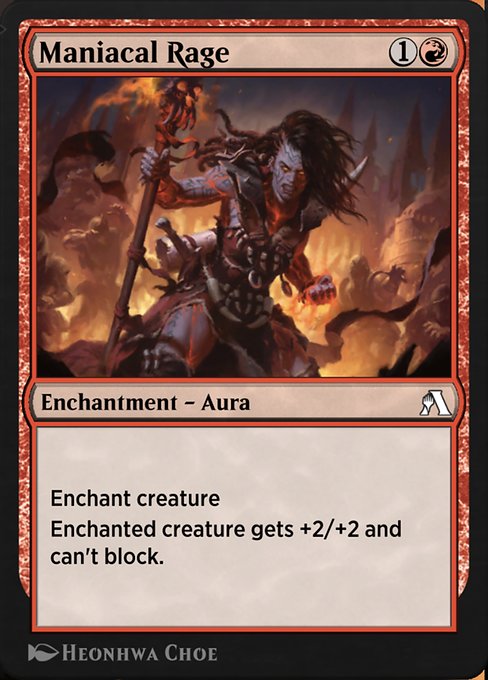 Maniacal Rage 1
Enchantment – Aura
Enchant creature
Enchanted creature gets +2/+2 and
can't block.
Heonhwa Choe